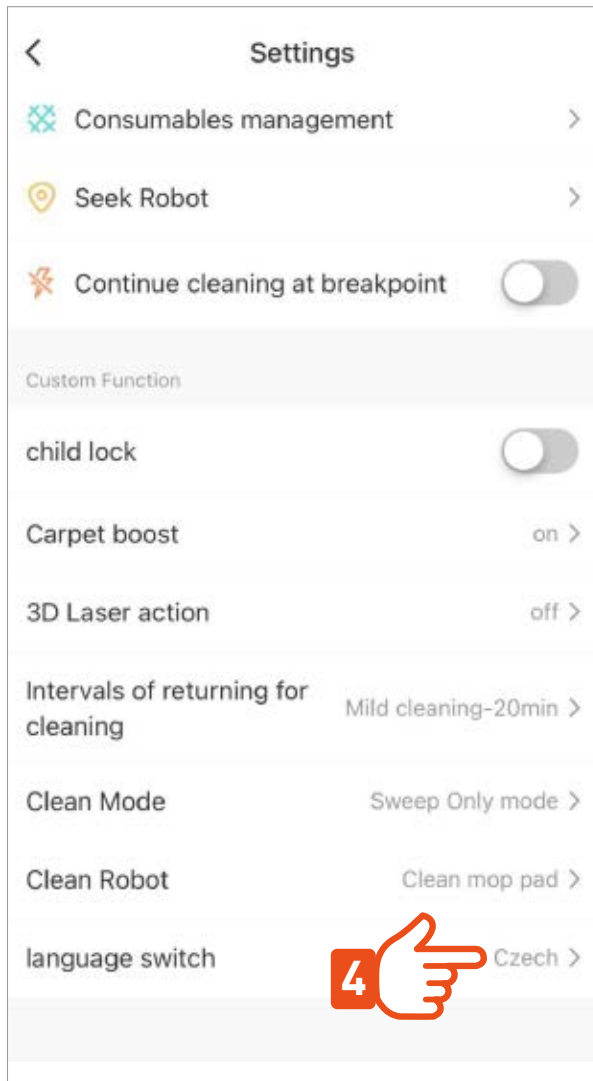 Settings
Consumables management
Seek Robot
Continue cleaning at breakpoint
Custom Function
child lock
Carpet boost on
3D Laser action off
Intervals of returning for
cleaning Mild cleaning-20min
Clean Mode Sweep Only mode
Clean Robot Clean mop pad
language switch 4 Czech